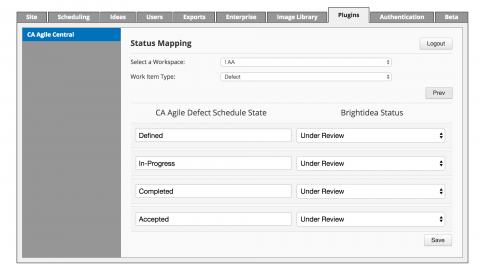 Site Scheduling Ideas Users Exports Enterprise Image Library Plugins Authentication Beta
CA Agile Central
Status Mapping
Logout
Select a Workspace: ! AA
Work Item Type: Defect
Prev
CA Agile Defect Schedule State Brightidea Status
Defined Under Review
In-Progress Under Review
Completed Under Review
Accepted Under Review
Save